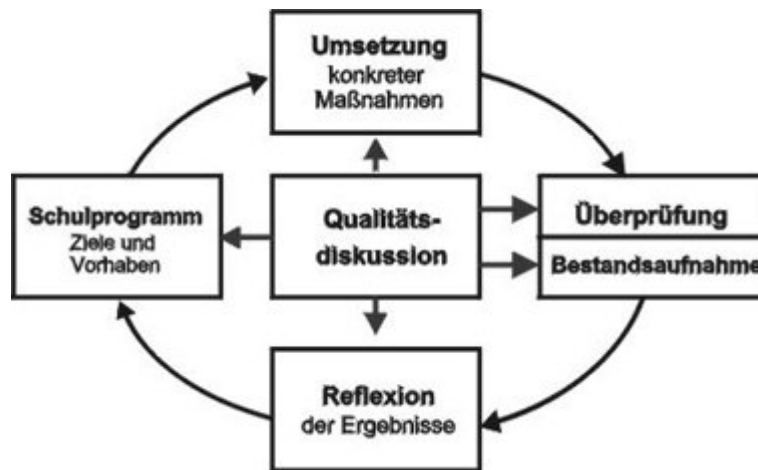 Umsetzung
konkreter
Maßnahmen
Schulprogramm
Ziele und
Vorhaben
Qualitäts-
diskussion
Überprüfung
Bestandsaufnahme
Reflexion
der Ergebnisse